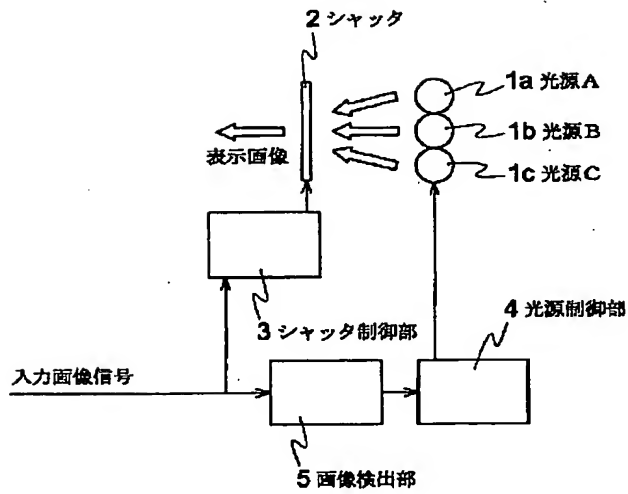 2 シャッタ
1a 光源A
1b 光源B
1c 光源C
表示画像
3 シャッタ制御部
4 光源制御部
入力画像信号
5 画像検出部